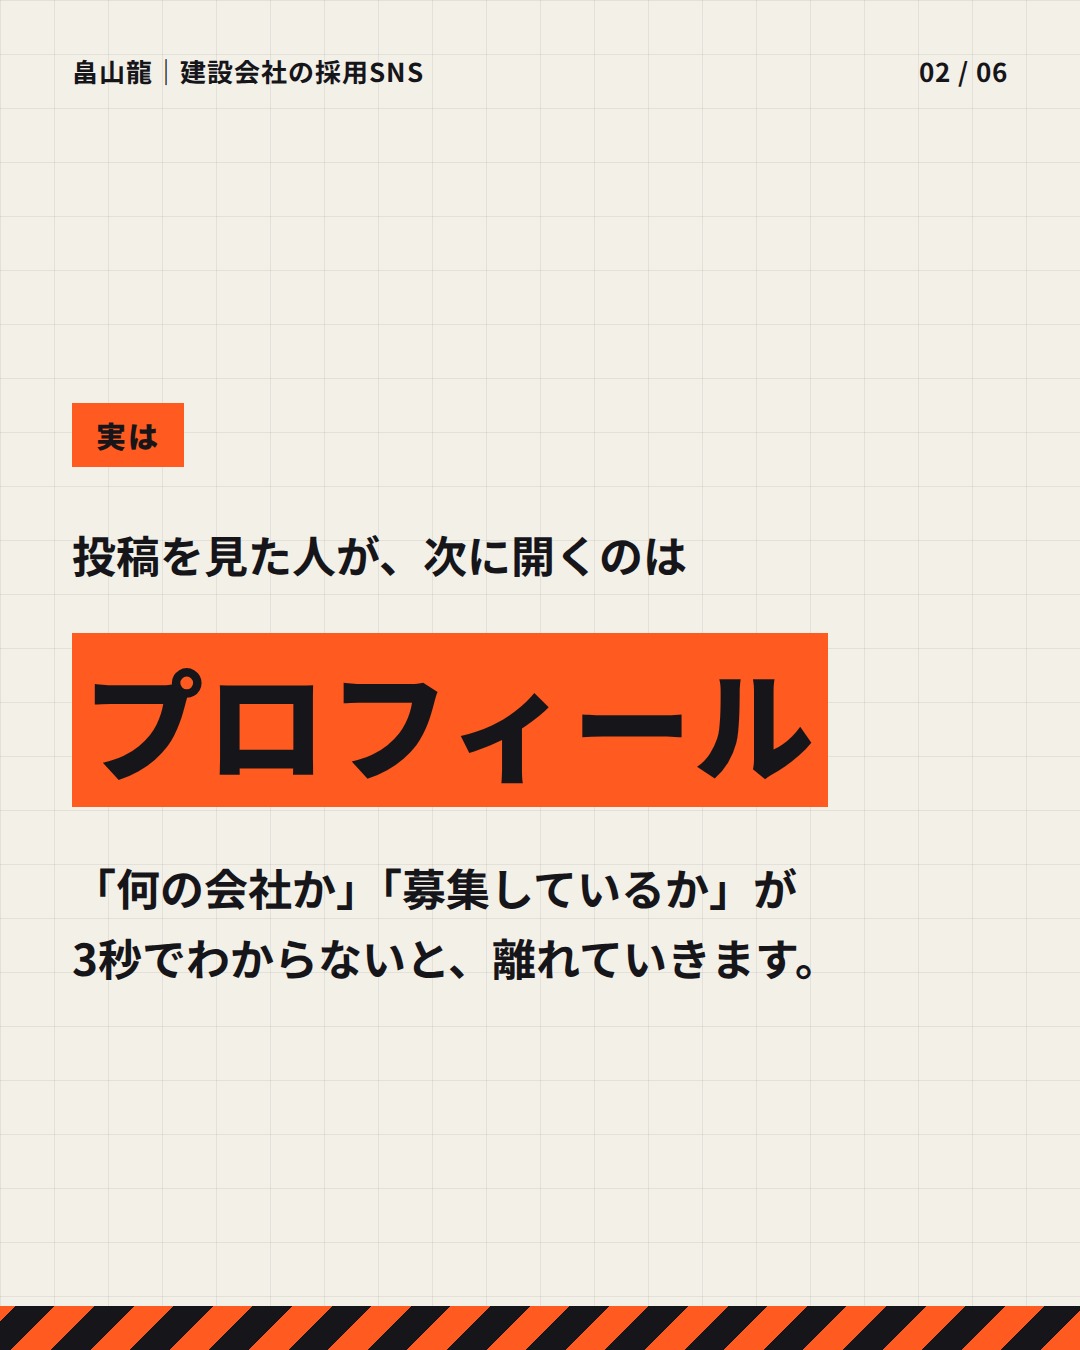 畠山龍｜建設会社の採用SNS
02 / 06
実は
投稿を見た人が、次に開くのは
プロフィール
「何の会社か」「募集しているか」が
3秒でわからないと、離れていきます。